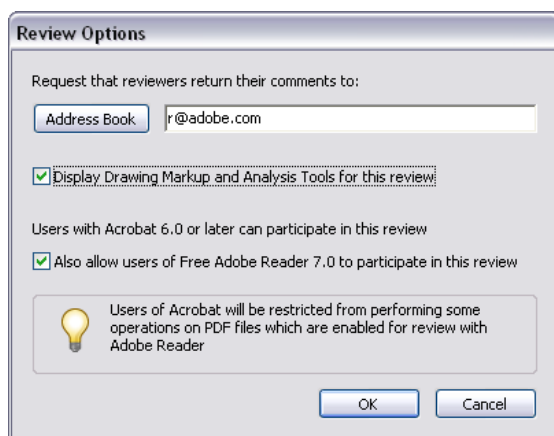 Review Options
Request that reviewers return their comments to:
Address Book r@adobe.com
Display Drawing Markup and Analysis Tools for this review
Users with Acrobat 6.0 or later can participate in this review
Also allow users of Free Adobe Reader 7.0 to participate in this review
Users of Acrobat will be restricted from performing some
operations on PDF files which are enabled for review with
Adobe Reader
OK Cancel